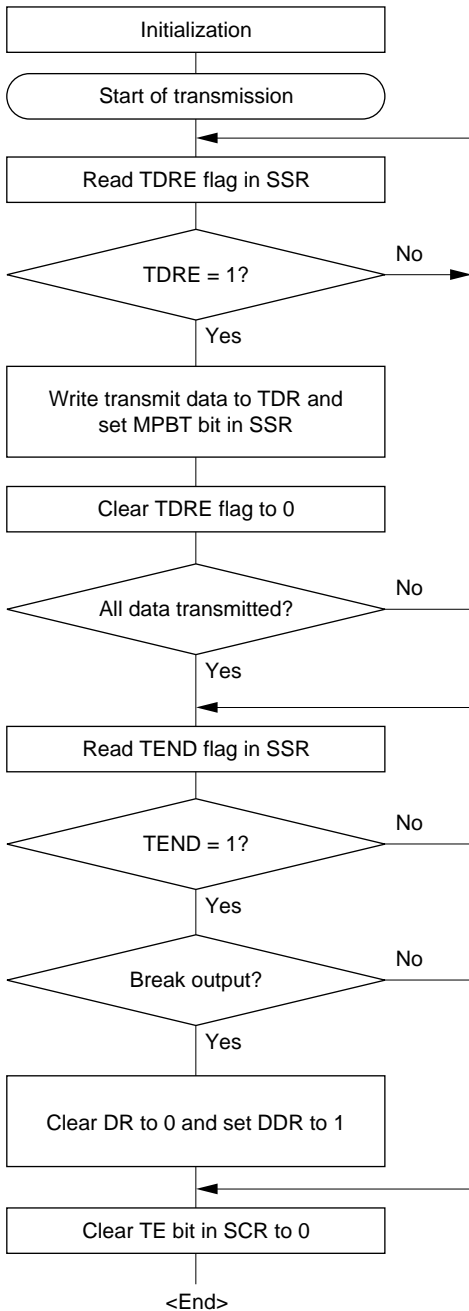 Initialization
Start of transmission
Read TDRE flag in SSR
TDRE = 1?
No
Yes
Write transmit data to TDR and
set MPBT bit in SSR
Clear TDRE flag to 0
All data transmitted?
No
Yes
Read TEND flag in SSR
TEND = 1?
No
Yes
Break output?
No
Yes
Clear DR to 0 and set DDR to 1
Clear TE bit in SCR to 0
<End>